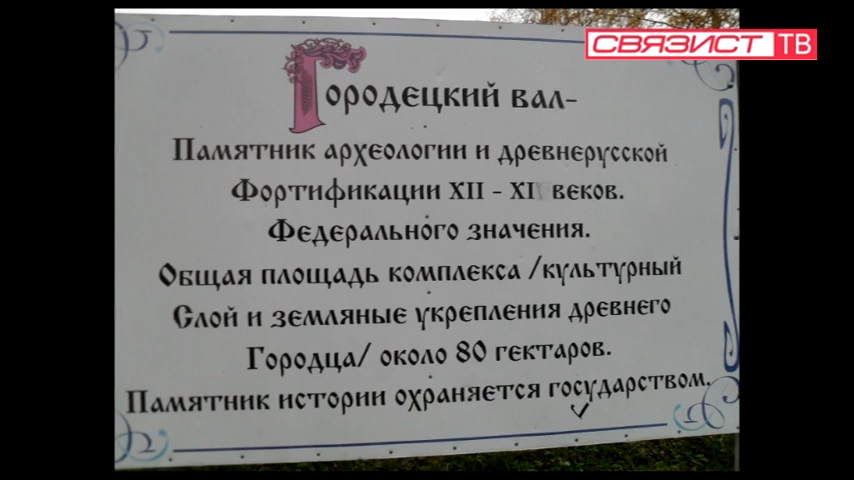 СВЯЗИСТ ТВ
Городецкий вал-
Памятник археологии и древнерусской
Фортификации XII - XIV веков.
Федерального значения.
Общая площадь комплекса /культурный
Слой и земляные укрепления древнего
Городца/ около 80 гектаров.
Памятник истории охраняется государством.